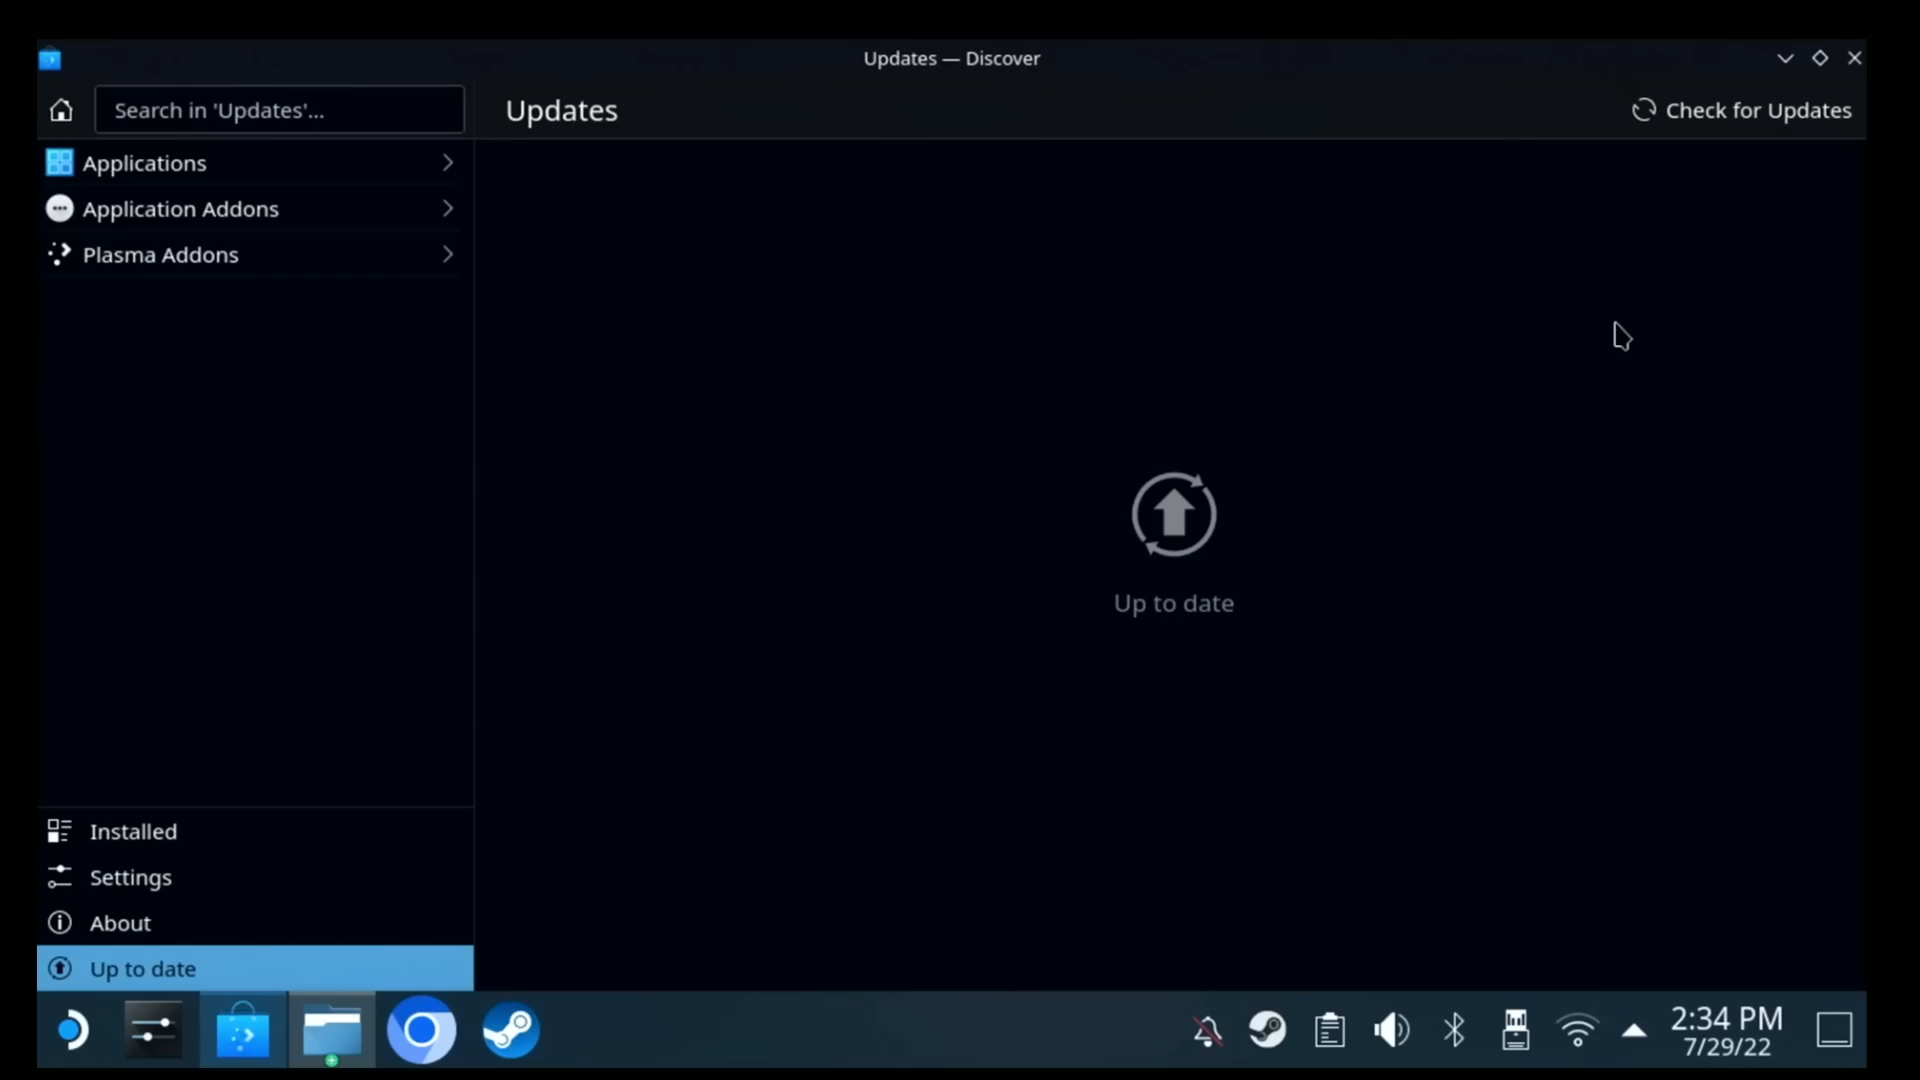 Updates — Discover
Search in 'Updates'...
Updates
Check for Updates
Applications
Application Addons
Plasma Addons
Up to date
Installed
Settings
About
Up to date
2:34 PM
7/29/22